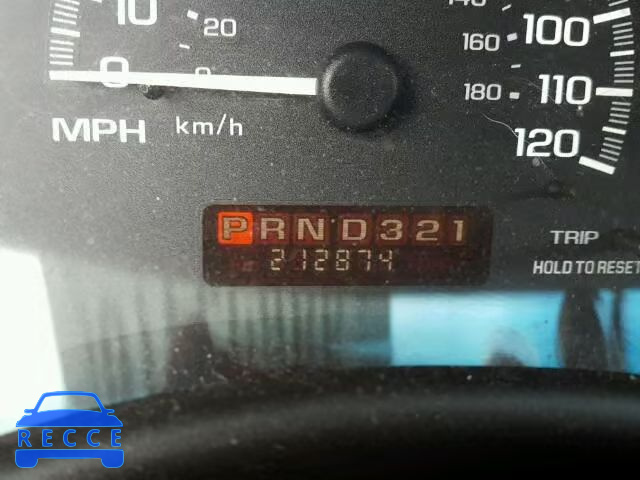 10
20
0
0
MPH km/h
140
160
180
100
110
120
PRND321
212874
TRIP
HOLD TO RESET
RECCE